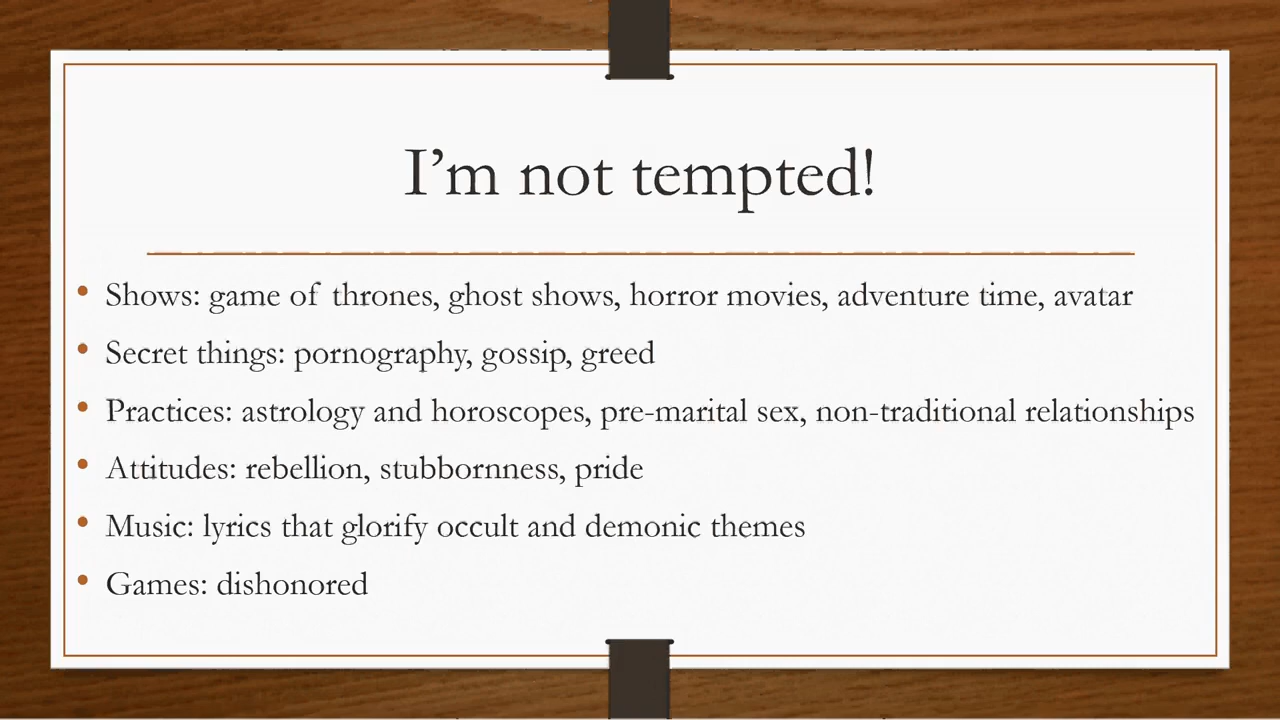 I'm not tempted!
• Shows: game of thrones, ghost shows, horror movies, adventure time, avatar
• Secret things: pornography, gossip, greed
• Practices: astrology and horoscopes, pre-marital sex, non-traditional relationships
• Attitudes: rebellion, stubbornness, pride
• Music: lyrics that glorify occult and demonic themes
• Games: dishonored